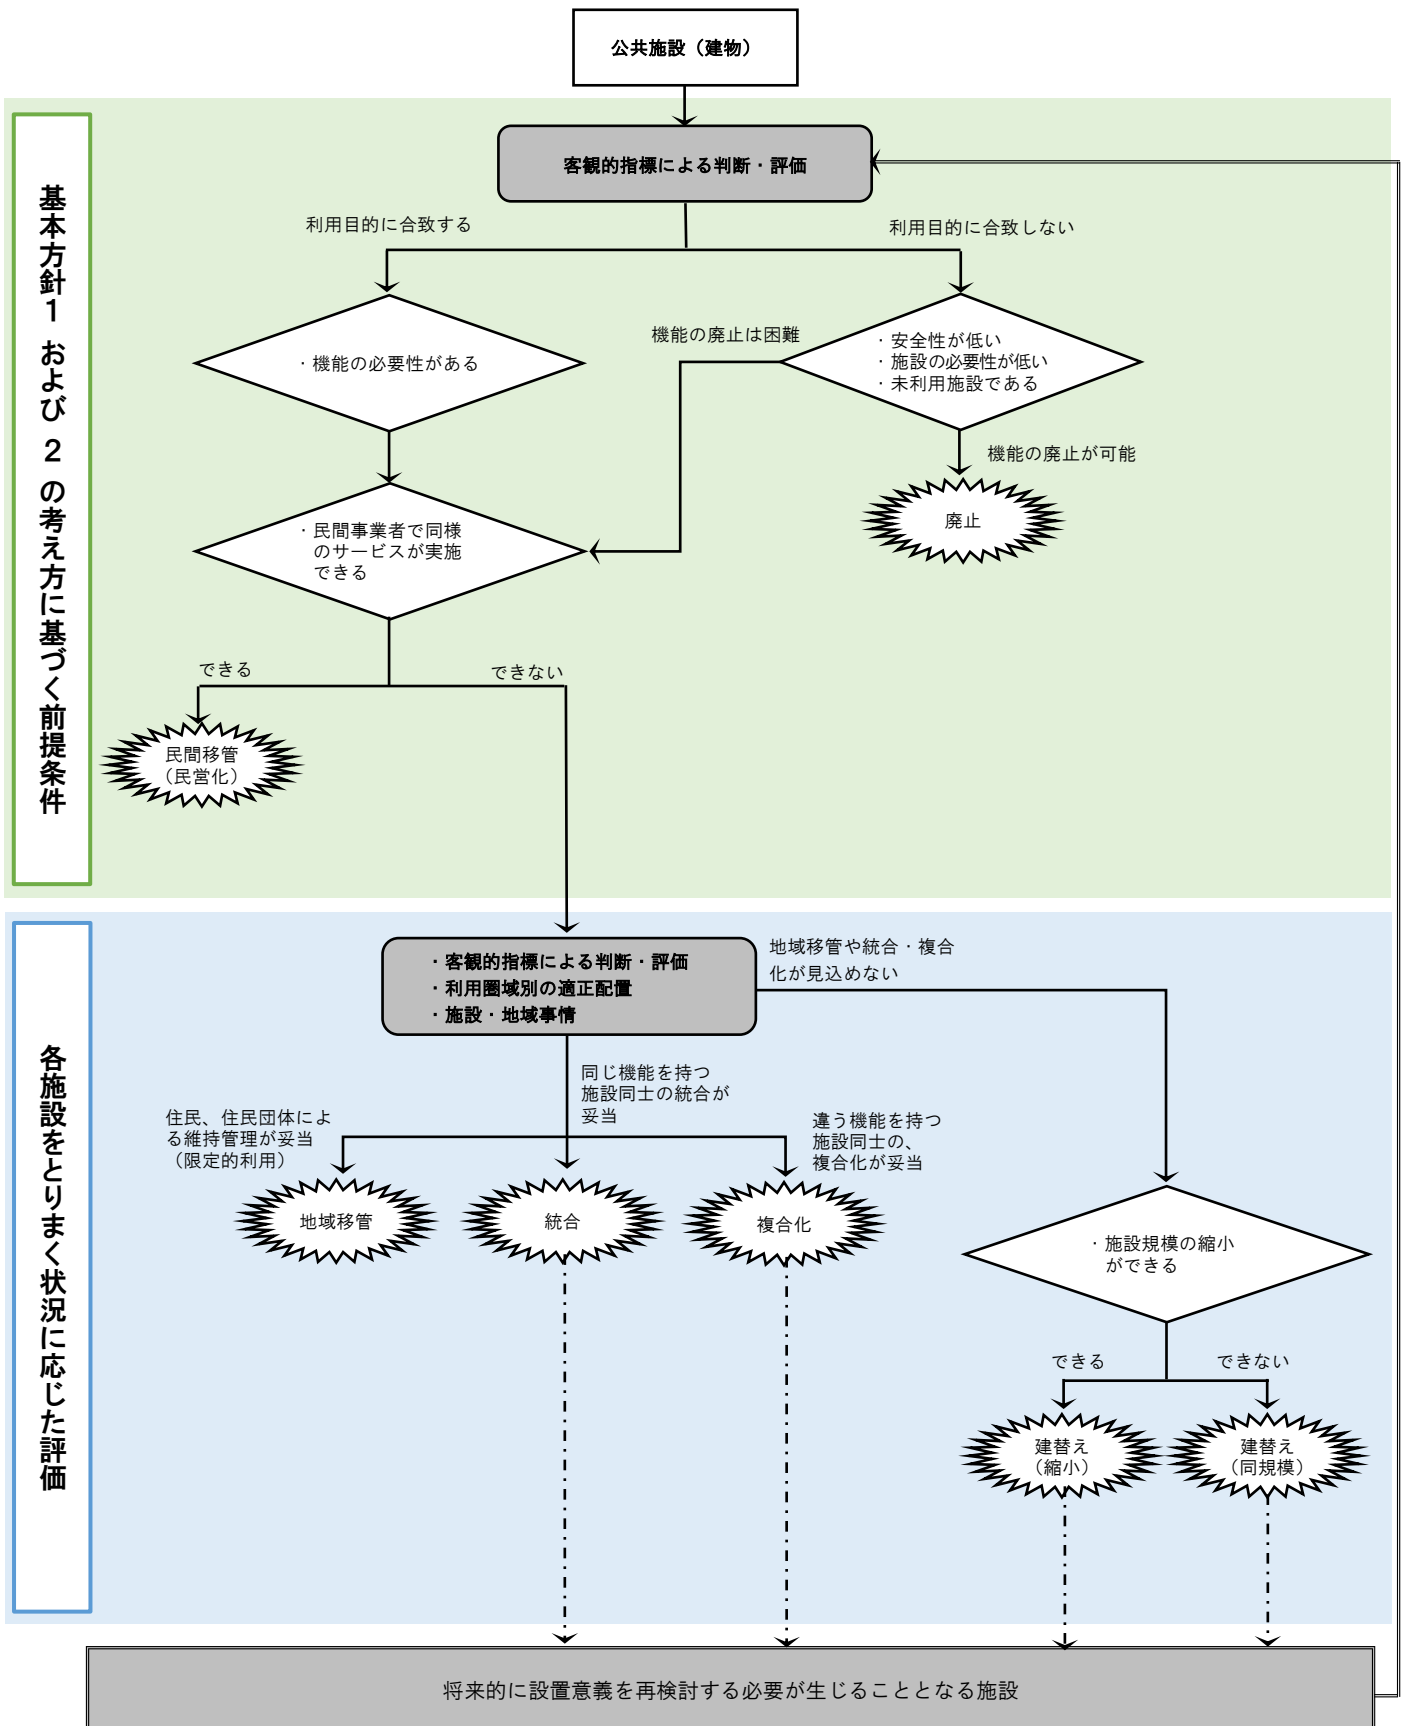 公共施設（建物）
基本方針１ および ２ の考え方に基づく前提条件
客観的指標による判断・評価
利用目的に合致する
利用目的に合致しない
機能の廃止は困難
・機能の必要性がある
・安全性が低い
・施設の必要性が低い
・未利用施設である
機能の廃止が可能
廃止
・民間事業者で同様
のサービスが実施
できる
できる
できない
民間移管
（民営化）
各施設をとりまく状況に応じた評価
・客観的指標による判断・評価
・利用圏域別の適正配置
・施設・地域事情
地域移管や統合・複合
化が見込めない
同じ機能を持つ
施設同士の統合が
妥当
住民、住民団体によ
る維持管理が妥当
（限定的利用）
違う機能を持つ
施設同士の、
複合化が妥当
地域移管
統合
複合化
・施設規模の縮小
ができる
できる
できない
建替え
（縮小）
建替え
（同規模）
将来的に設置意義を再検討する必要が生じることとなる施設